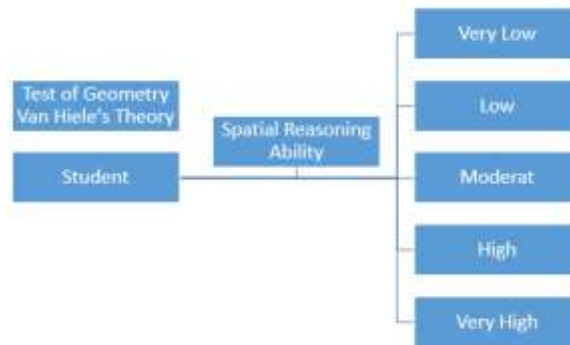 Test of Geometry
Van Hiele's Theory
Student
Spatial Reasoning
Ability
Very Low
Low
Moderat
High
Very High